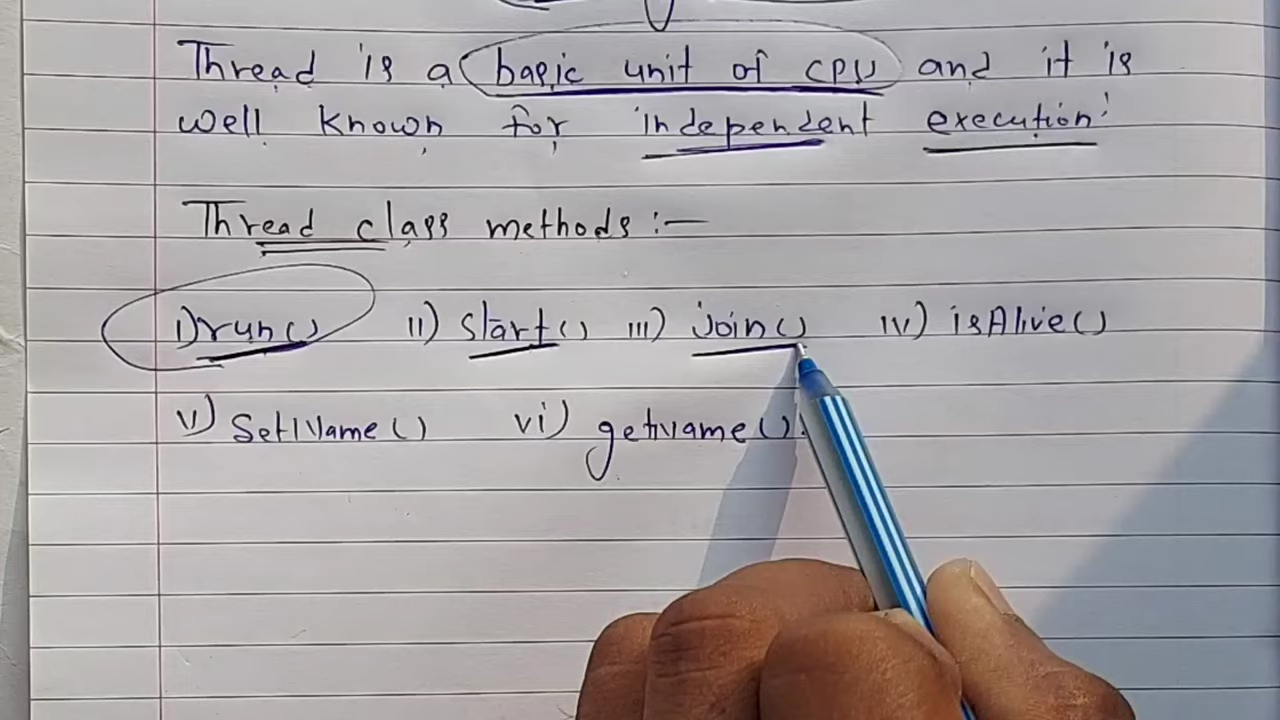 Thread is a basic unit of CPU and it is
well known for independent execution.
Thread class methods :-
i) run() ii) start() iii) join() iv) isAlive()
v) SetName() vi) getName().